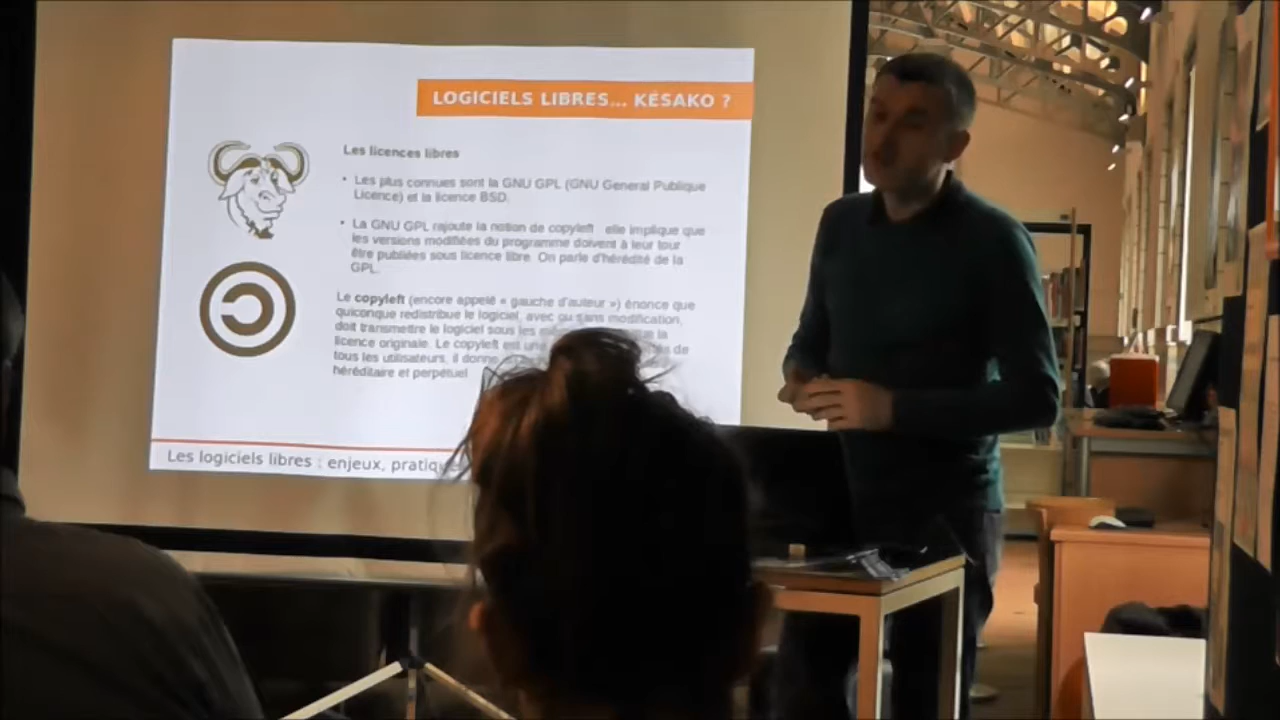 LOGICIELS LIBRES... KÉSAKO ?
Les licences libres
• Les plus connues sont la GNU GPL (GNU General Publique
Licence) et la licence BSD.
• La GNU GPL rajoute la notion de copyleft : elle implique que
les versions modifiées du programme doivent à leur tour
être publiées sous licence libre. On parle d'hérédité de la
GPL.
Le copyleft (encore appelé « gauche d'auteur ») énonce que
quiconque redistribue le logiciel, avec ou sans modification,
doit transmettre le logiciel sous les la
licence originale. Le copyleft est une de
tous les utilisateurs, il donne
héréditaire et perpétuel
Les logiciels libres : enjeux, pratique